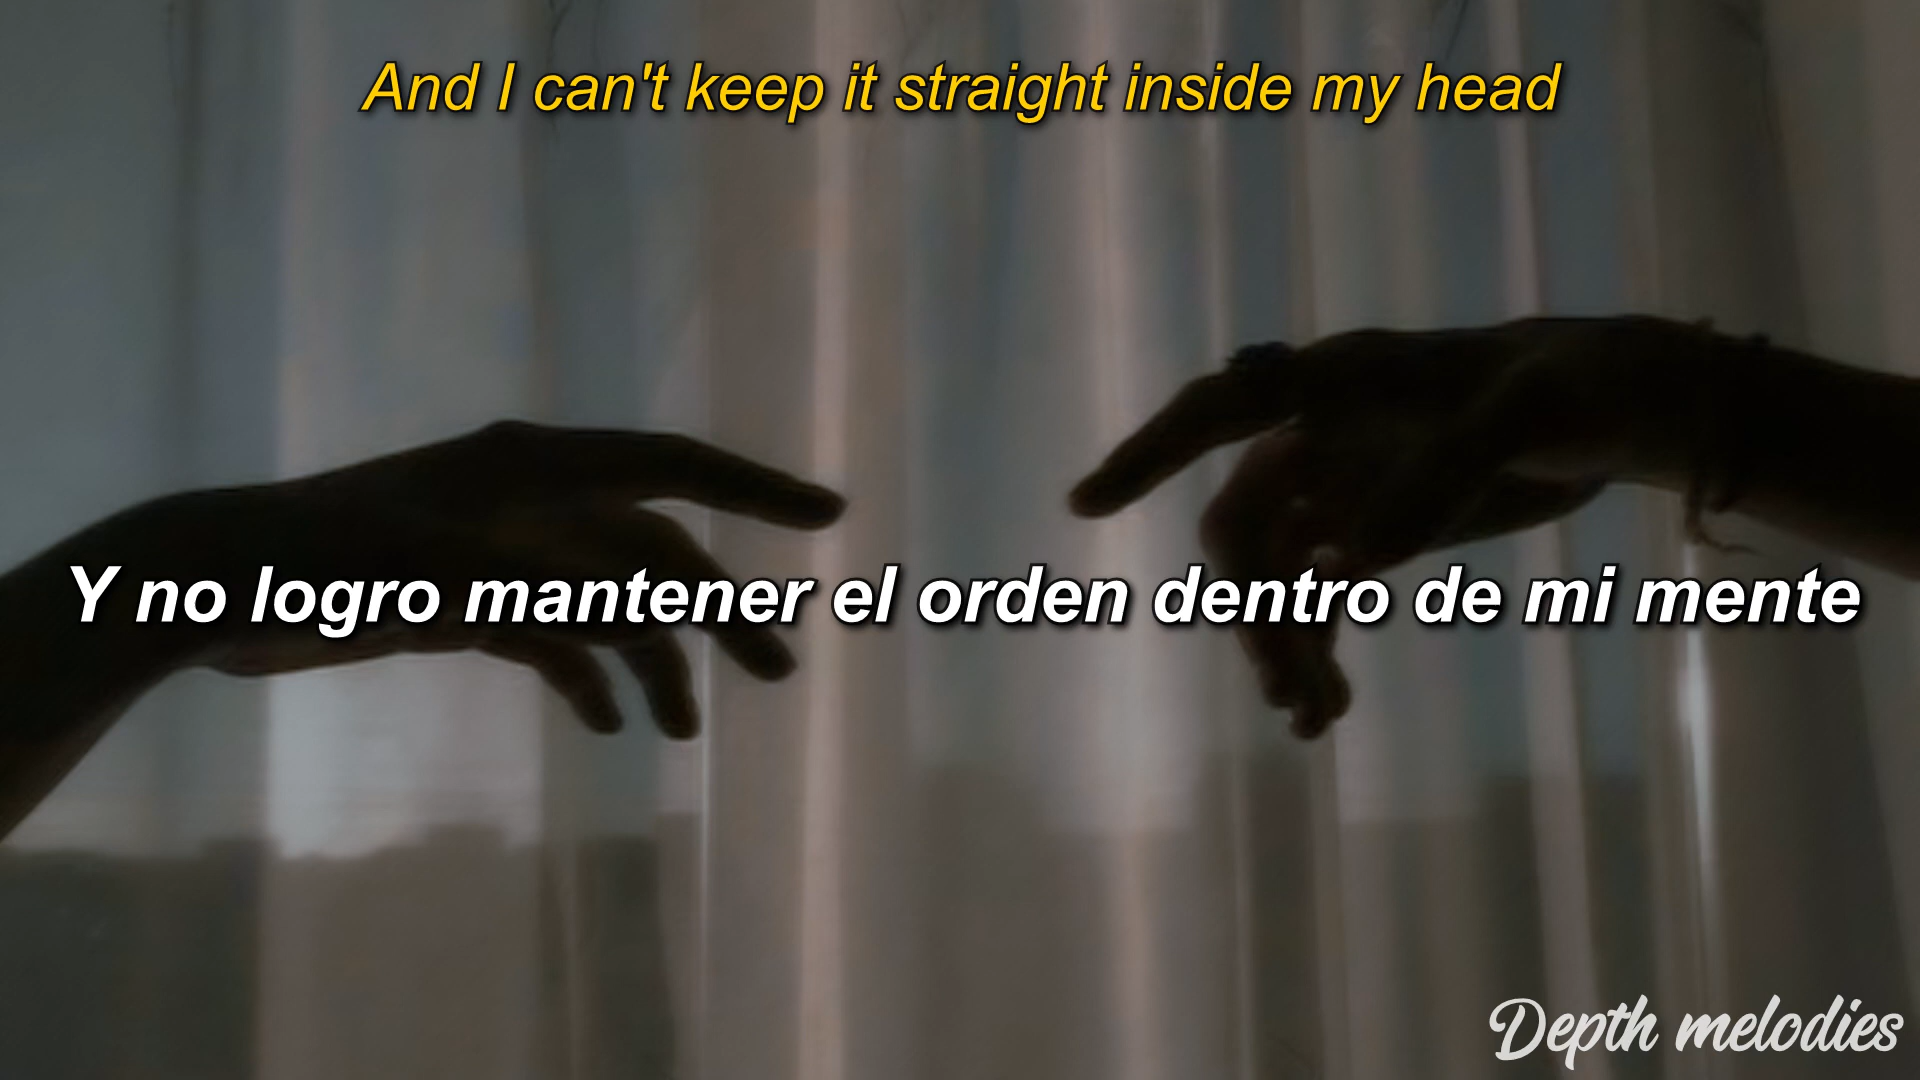 And I can't keep it straight inside my head
Y no logro mantener el orden dentro de mi mente
Depth melodies